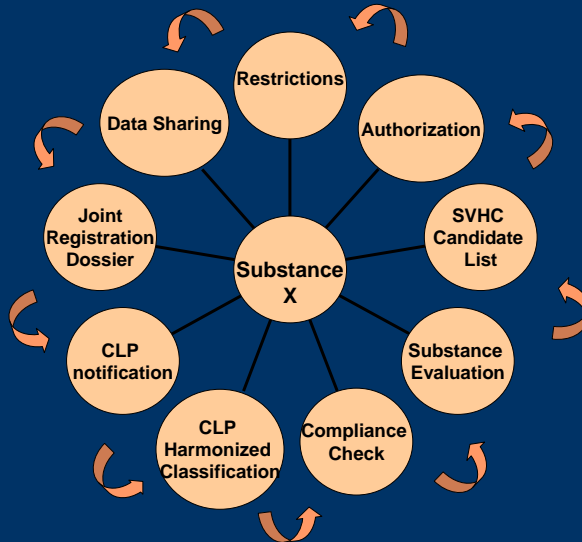 Restrictions
Data Sharing
Authorization
Joint
Registration
Dossier
SVHC
Candidate
List
Substance
X
CLP
notification
Substance
Evaluation
CLP
Harmonized
Classification
Compliance
Check